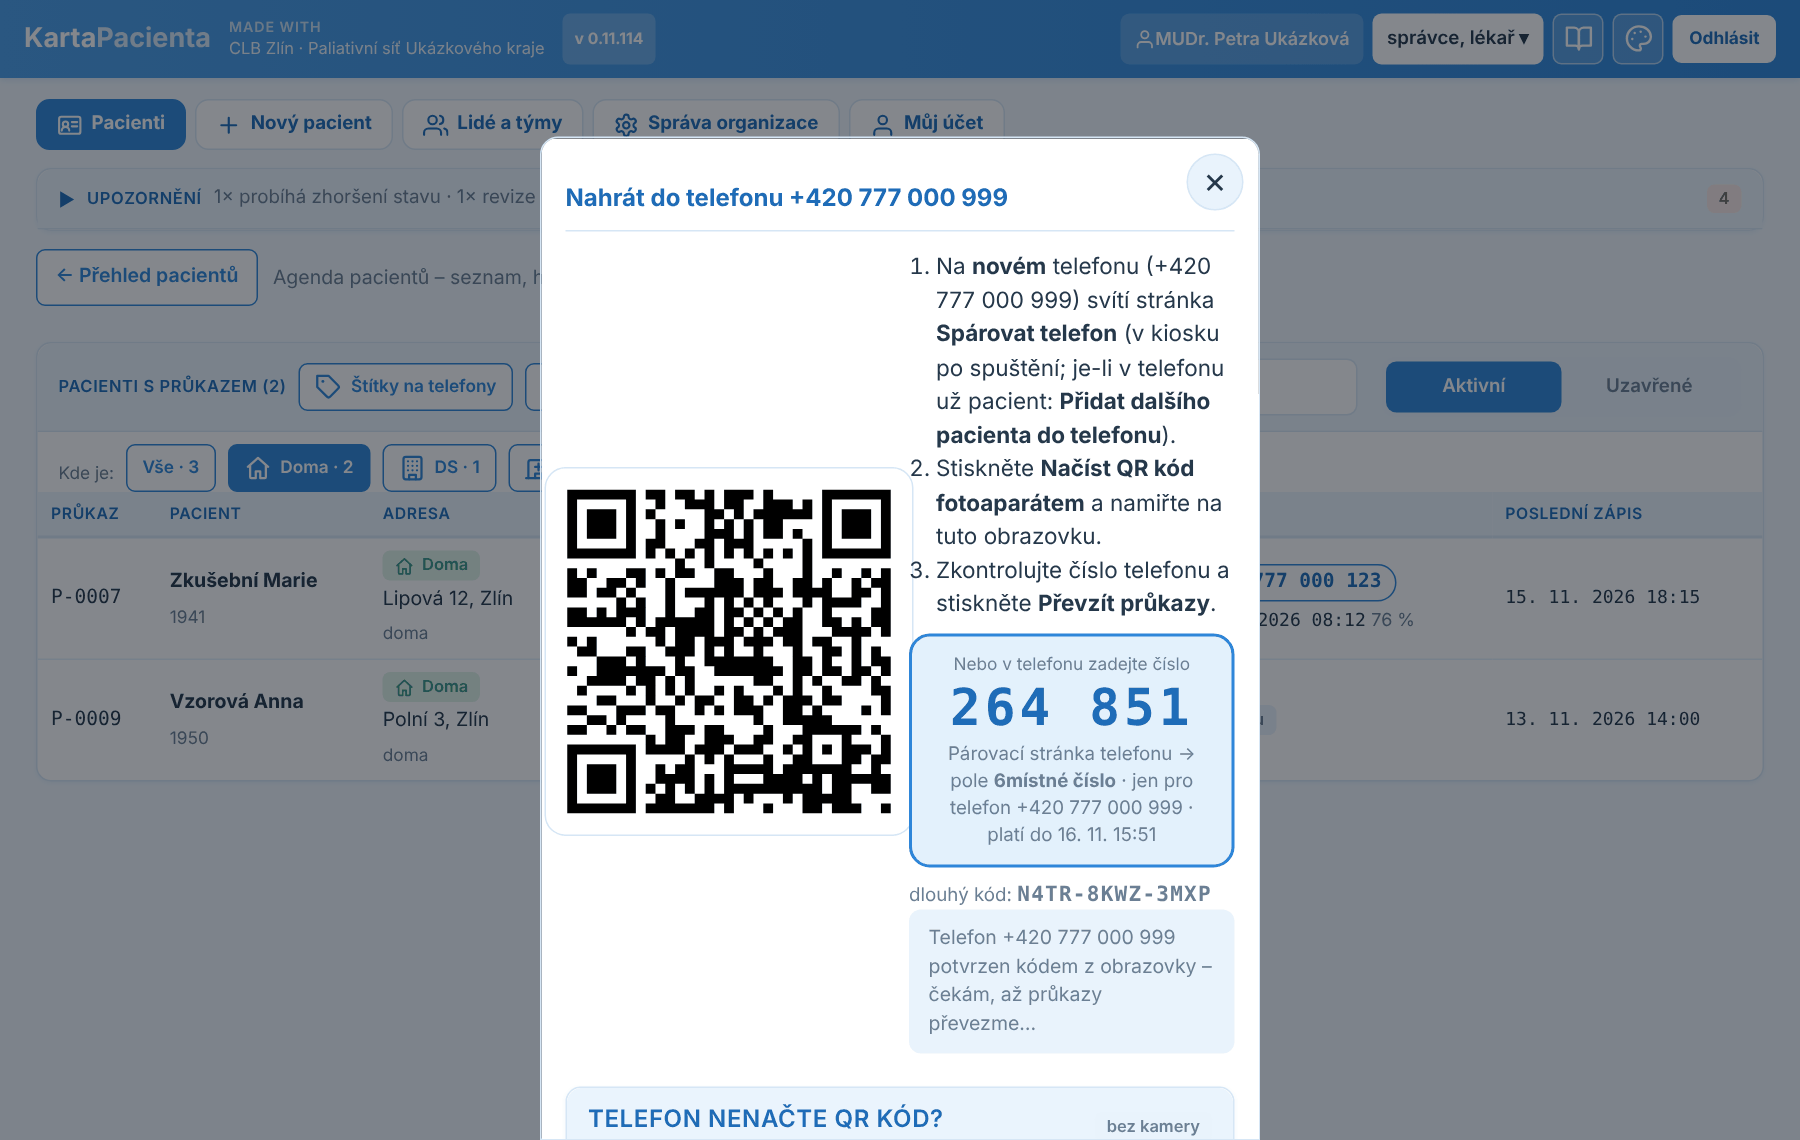 KartaPacienta
MADE WITH
CLB Zlín · Paliativní síť Ukázkového kraje
v 0.11.114
MUDr. Petra Ukázková
správce, lékař ▾
Odhlásit
Pacienti
Nový pacient
Lidé a týmy
Správa organizace
Můj účet
UPOZORNĚNÍ 1× probíhá zhoršení stavu · 1× revize
4
← Přehled pacientů
Agenda pacientů – seznam,
PACIENTI S PRŮKAZEM (2)
Štítky na telefony
Aktivní
Uzavřené
Kde je:
Vše · 3
Doma · 2
DS · 1
PRŮKAZ
PACIENT
ADRESA
POSLEDNÍ ZÁPIS
P-0007
Zkušební Marie
1941
Doma
Lipová 12, Zlín
doma
777 000 123
2026 08:12 76 %
15. 11. 2026 18:15
P-0009
Vzorová Anna
1950
Doma
Polní 3, Zlín
doma
13. 11. 2026 14:00
Nahrát do telefonu +420 777 000 999
1. Na novém telefonu (+420
777 000 999) svítí stránka
Spárovat telefon (v kiosku
po spuštění; je-li v telefonu
už pacient: Přidat dalšího
pacienta do telefonu).
2. Stiskněte Načíst QR kód
fotoaparátem a namiřte na
tuto obrazovku.
3. Zkontrolujte číslo telefonu a
stiskněte Převzít průkazy.
Nebo v telefonu zadejte číslo
264 851
Párovací stránka telefonu →
pole 6místné číslo · jen pro
telefon +420 777 000 999 ·
platí do 16. 11. 15:51
dlouhý kód: N4TR-8KWZ-3MXP
Telefon +420 777 000 999
potvrzen kódem z obrazovky –
čekám, až průkazy
převezme…
TELEFON NENAČTE QR KÓD?
bez kamery